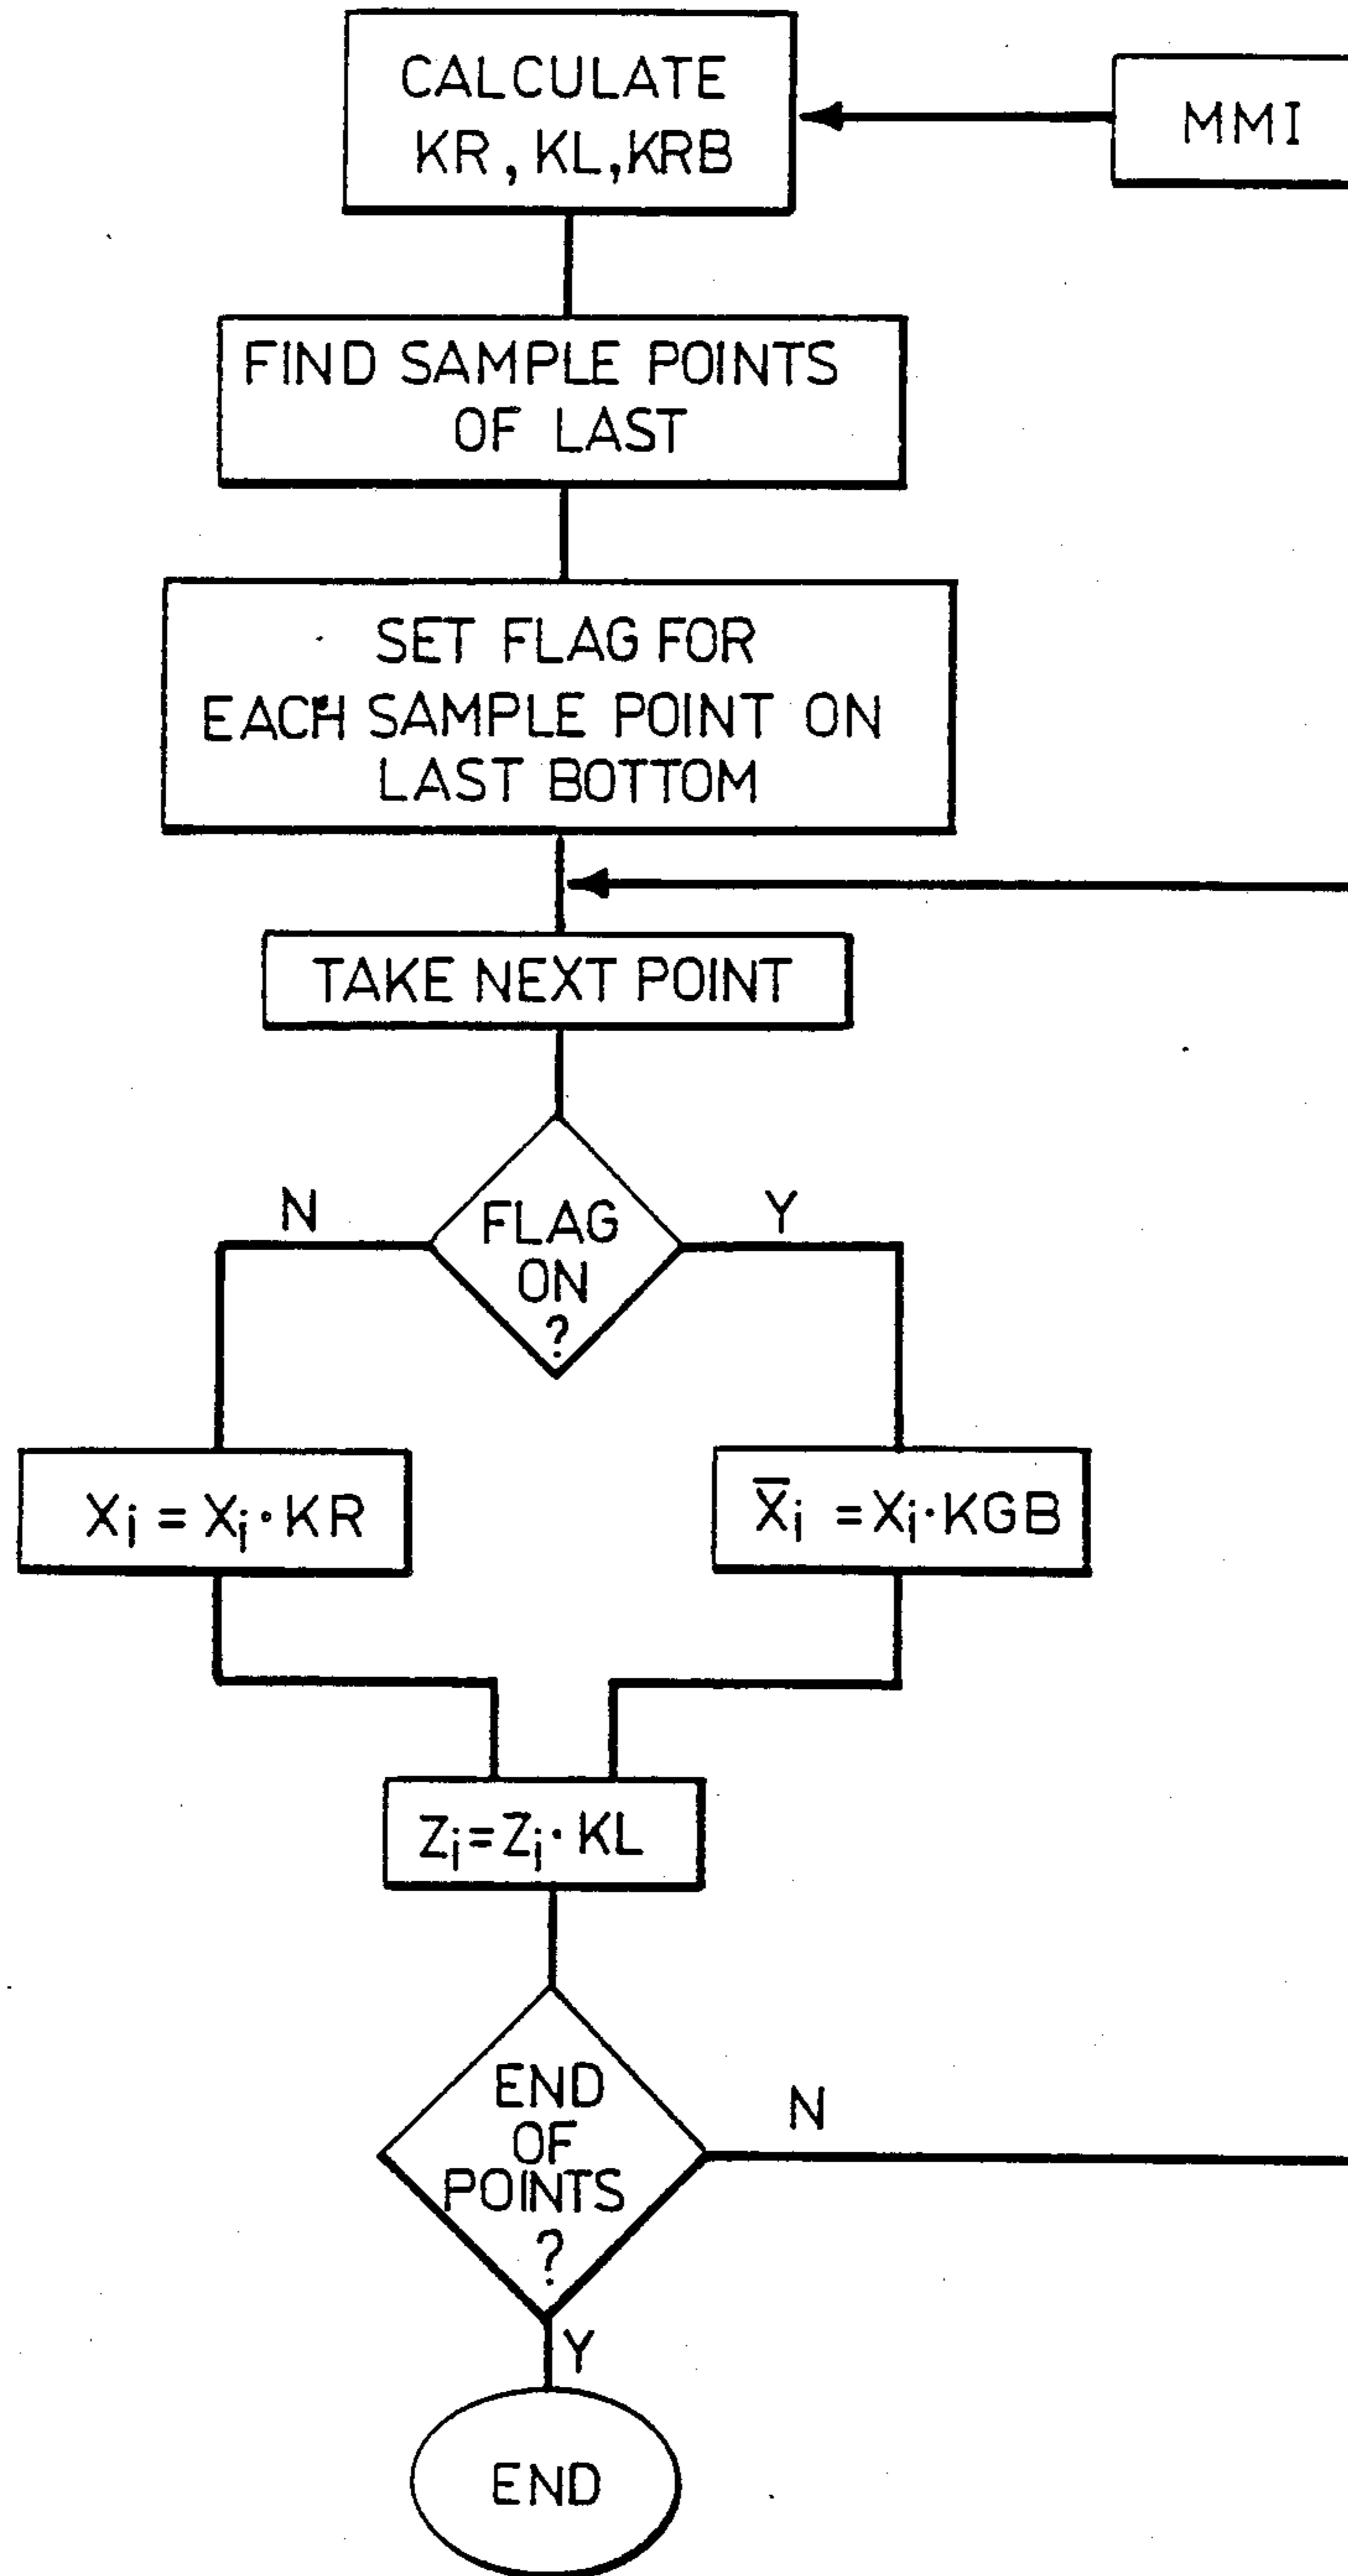 CALCULATE
KR, KL, KRB
MMI
FIND SAMPLE POINTS
OF LAST
SET FLAG FOR
EACH SAMPLE POINT ON
LAST BOTTOM
TAKE NEXT POINT
N
FLAG
ON
?
Y
Xi = Xi · KR
X̅i = Xi · KGB
Zi = Zi · KL
END
OF
POINTS
?
N
Y
END